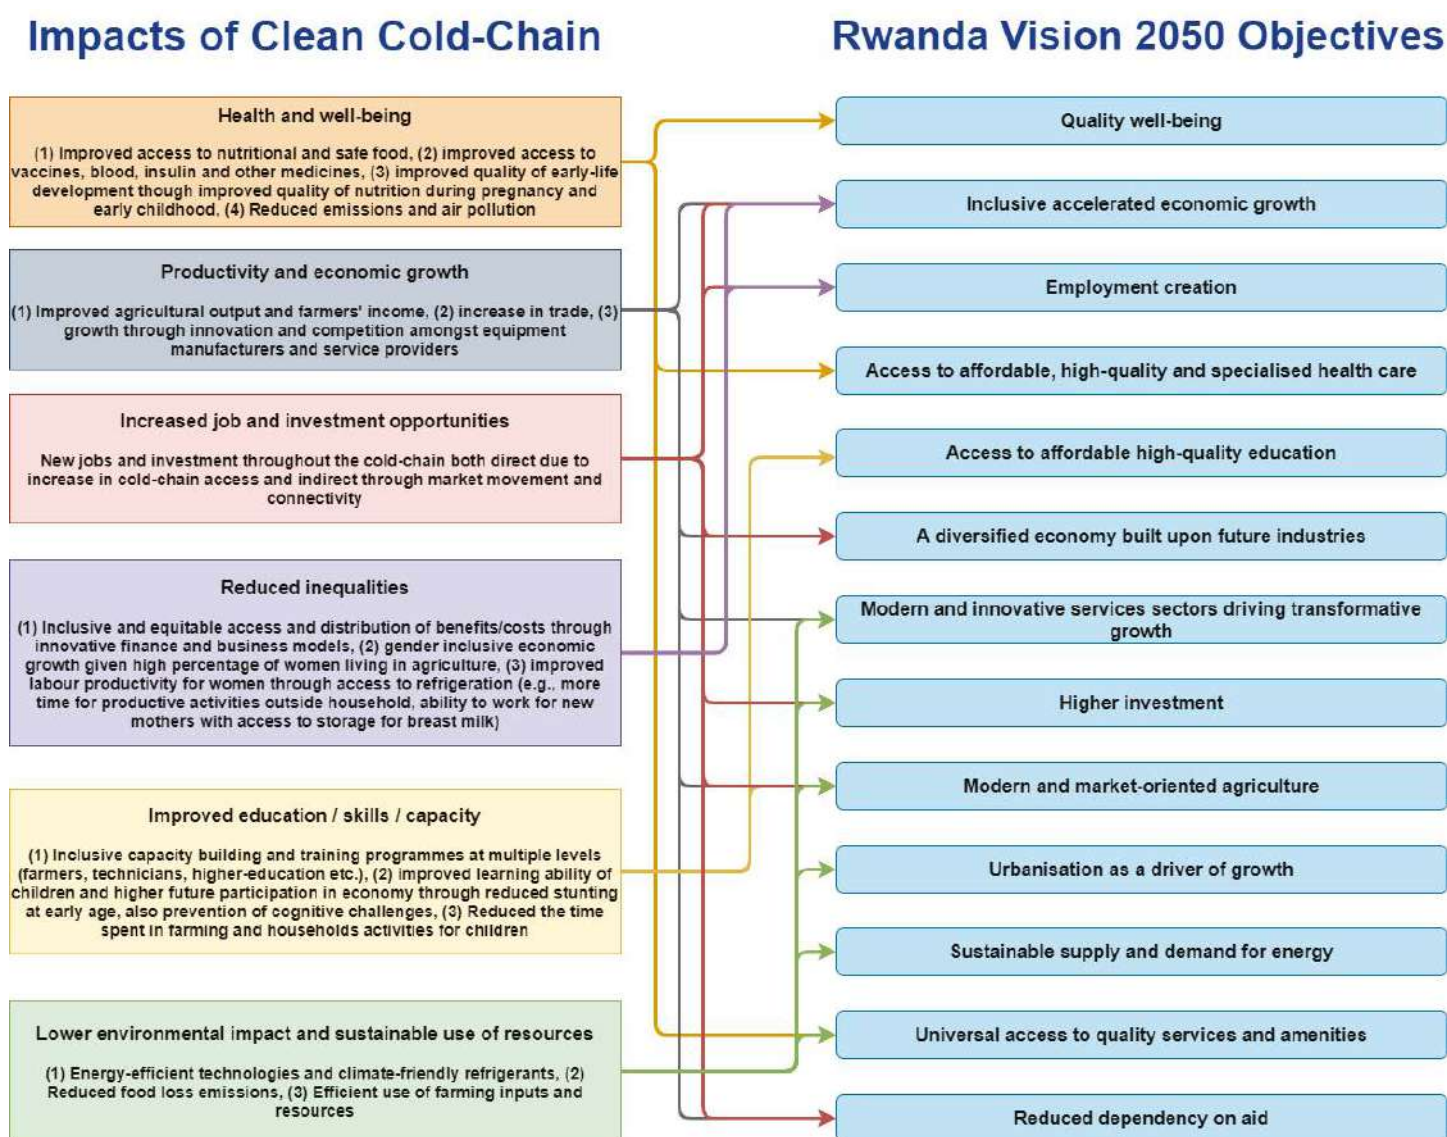 Impacts of Clean Cold-Chain
Health and well-being
(1) Improved access to nutritional and safe food, (2) improved access to
vaccines, blood, insulin and other medicines, (3) improved quality of early-life
development though improved quality of nutrition during pregnancy and
early childhood, (4) Reduced emissions and air pollution
Productivity and economic growth
(1) Improved agricultural output and farmers' income, (2) increase in trade, (3)
growth through innovation and competition amongst equipment
manufacturers and service providers
Increased job and investment opportunities
New jobs and investment throughout the cold-chain both direct due to
increase in cold-chain access and indirect through market movement and
connectivity
Reduced inequalities
(1) Inclusive and equitable access and distribution of benefits/costs through
innovative finance and business models, (2) gender inclusive economic
growth given high percentage of women living in agriculture, (3) improved
labour productivity for women through access to refrigeration (e.g., more
time for productive activities outside household, ability to work for new
mothers with access to storage for breast milk)
Improved education / skills / capacity
(1) Inclusive capacity building and training programmes at multiple levels
(farmers, technicians, higher-education etc.), (2) improved learning ability of
children and higher future participation in economy through reduced stunting
at early age, also prevention of cognitive challenges, (3) Reduced the time
spent in farming and households activities for children
Lower environmental impact and sustainable use of resources
(1) Energy-efficient technologies and climate-friendly refrigerants, (2)
Reduced food loss emissions, (3) Efficient use of farming inputs and
resources
Rwanda Vision 2050 Objectives
Quality well-being
Inclusive accelerated economic growth
Employment creation
Access to affordable, high-quality and specialised health care
Access to affordable high-quality education
A diversified economy built upon future industries
Modern and innovative services sectors driving transformative
growth
Higher investment
Modern and market-oriented agriculture
Urbanisation as a driver of growth
Sustainable supply and demand for energy
Universal access to quality services and amenities
Reduced dependency on aid